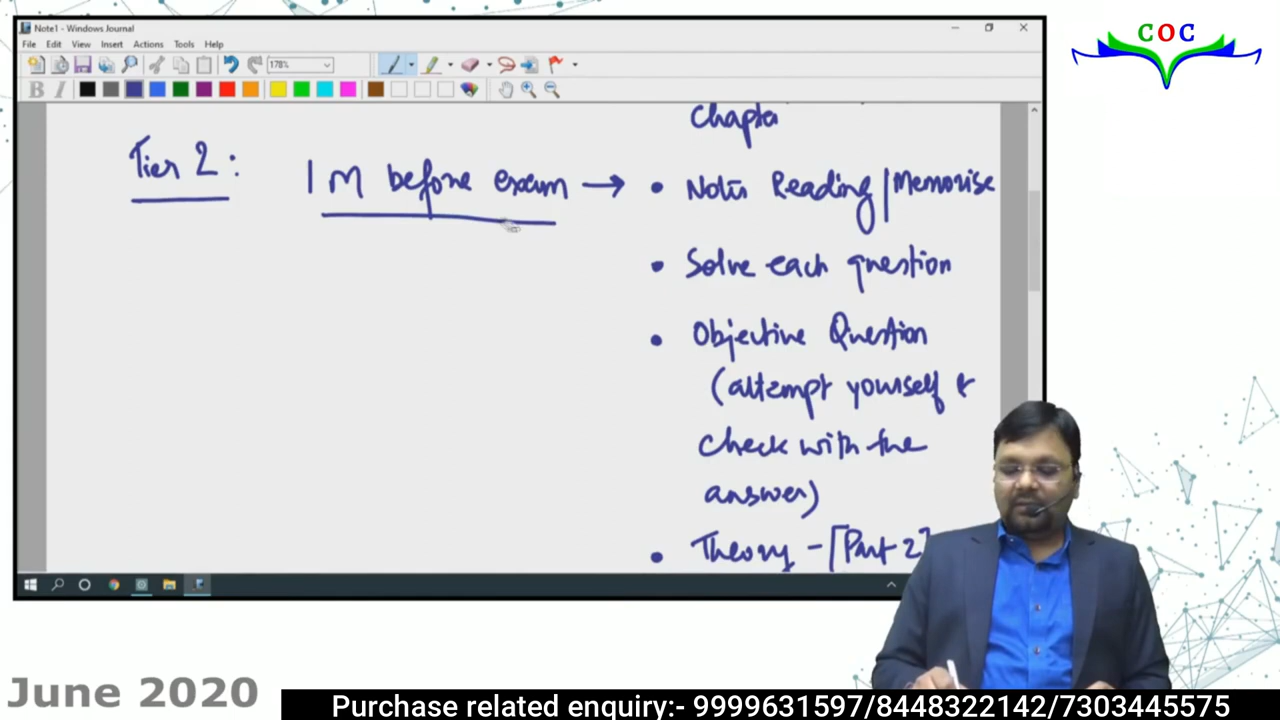 Note1 - Windows Journal
File Edit View Insert Actions Tools Help
178%
B I
COC
Chapte
Tier 2 : 1 M before exam → • Notes Reading/Memorise
• Solve each question
• Objective Question
(attempt yourself &
check with the
answer)
• Theory - [Part 2]
June 2020
Purchase related enquiry:- 9999631597/8448322142/7303445575